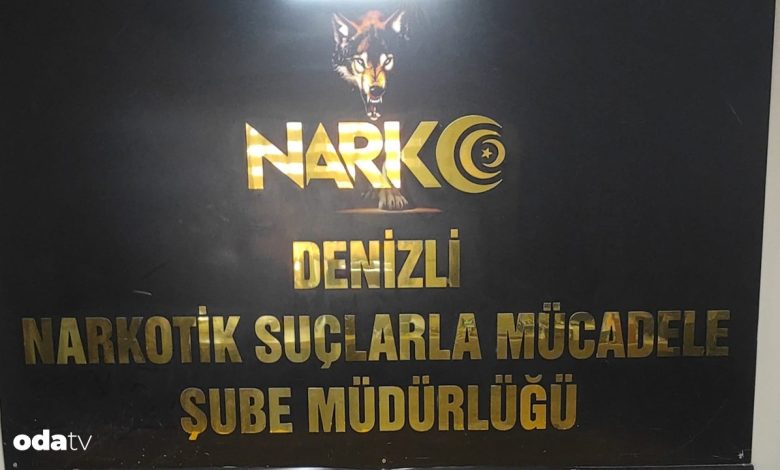 NARKO
DENİZLİ
NARKOTİK SUÇLARLA MÜCADELE
ŞUBE MÜDÜRLÜĞÜ
odatv